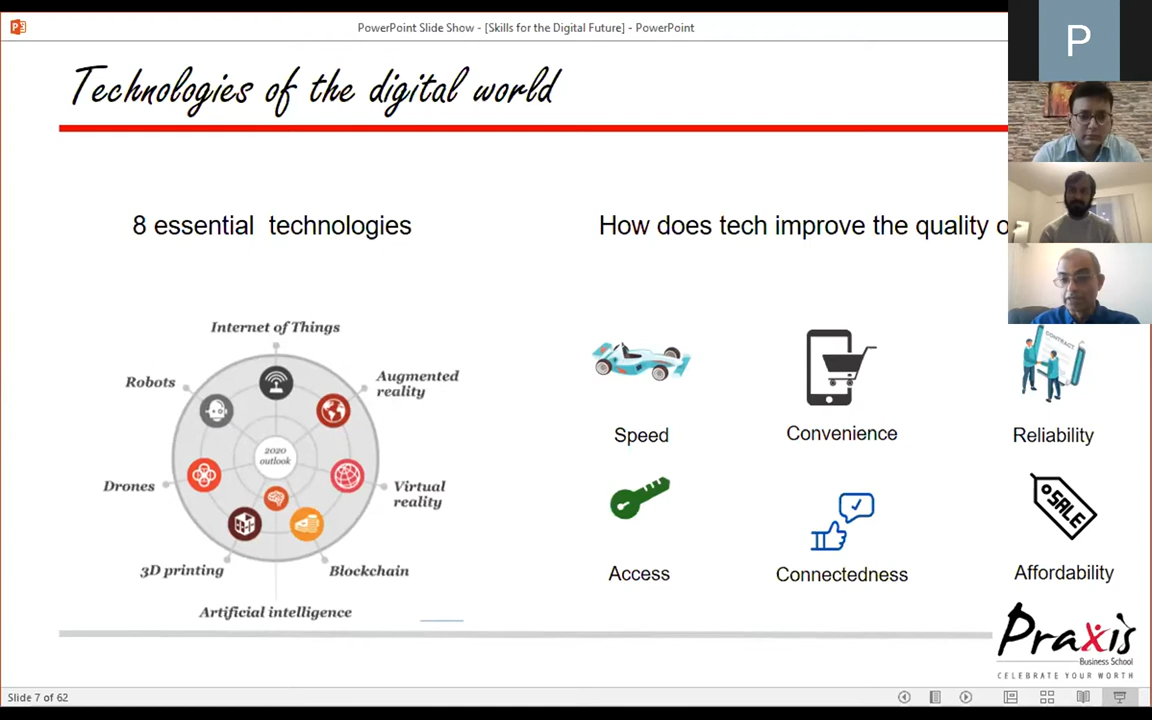 PowerPoint Slide Show - [Skills for the Digital Future] - PowerPoint
P
Technologies of the digital world
8 essential technologies
How does tech improve the quality o
Internet of Things
Robots
Augmented
reality
2020
outlook
Drones
Virtual
reality
3D printing
Blockchain
Artificial intelligence
Speed
Convenience
CONTRACT
Reliability
Access
Connectedness
SALE
Affordability
Praxis
Business School
CELEBRATE YOUR WORTH
Slide 7 of 62